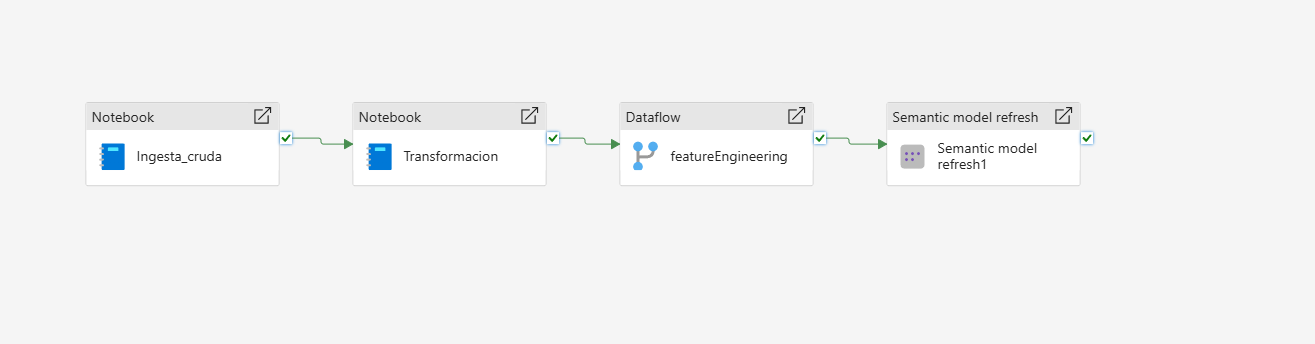 Notebook
Ingesta_cruda
Notebook
Transformacion
Dataflow
featureEngineering
Semantic model refresh
Semantic model
refresh1